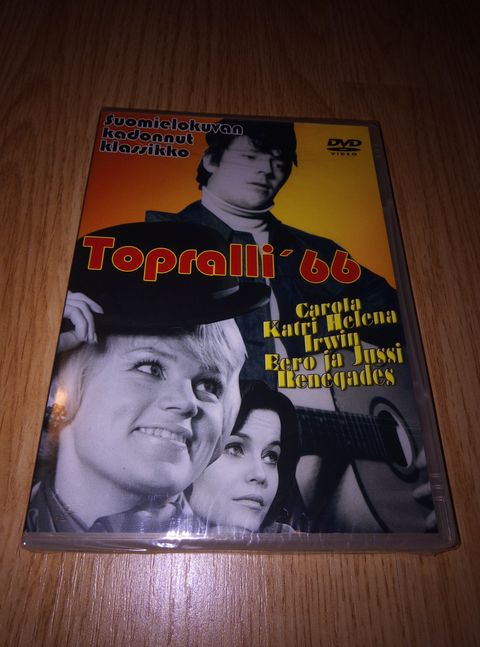 Suomielokuvan
kadonnut
klassikko
DVD
VIDEO
Topralli´66
Carola
Katri Helena
Irwin
Eero ja Jussi
Renegades